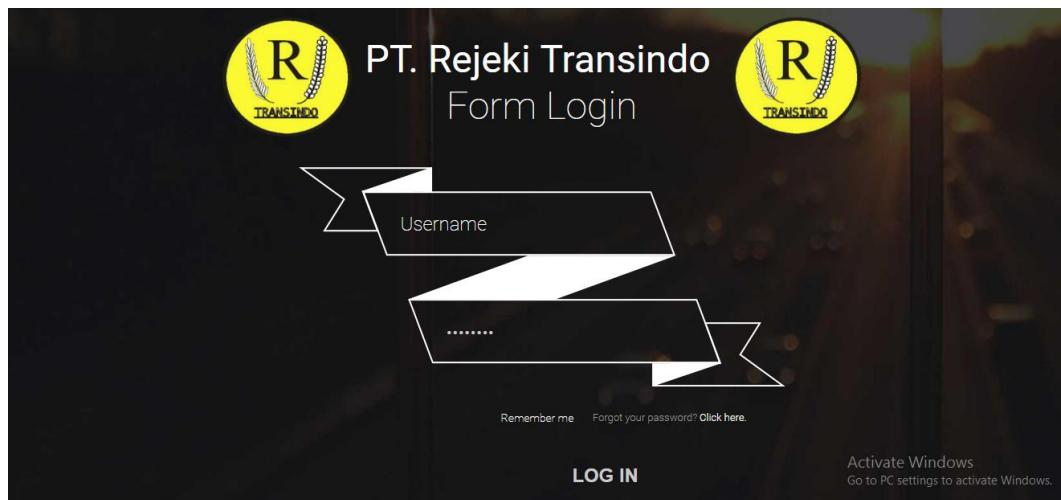 R
TRANSINDO
PT. Rejeki Transindo
Form Login
R
TRANSINDO
Username
........
Remember me Forgot your password? Click here.
LOG IN
Activate Windows
Go to PC settings to activate Windows.